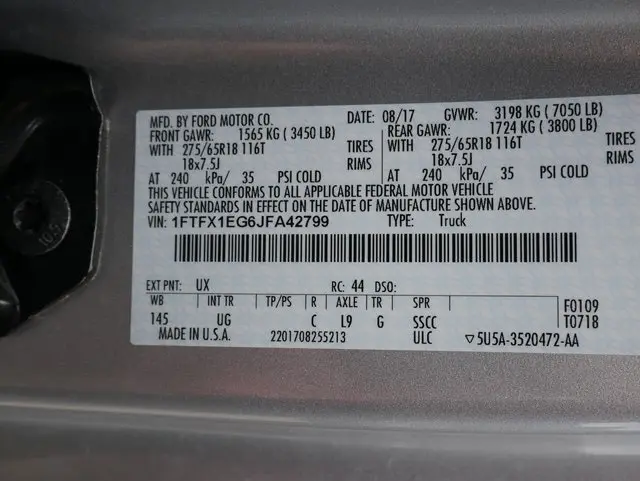 MFD. BY FORD MOTOR CO. DATE: 08/17 GVWR: 3198 KG ( 7050 LB)
FRONT GAWR: 1565 KG ( 3450 LB) REAR GAWR: 1724 KG ( 3800 LB)
WITH 275/65R18 116T TIRES WITH 275/65R18 116T TIRES
18x7.5J RIMS 18x7.5J RIMS
AT 240 kPa/ 35 PSI COLD AT 240 kPa/ 35 PSI COLD
THIS VEHICLE CONFORMS TO ALL APPLICABLE FEDERAL MOTOR VEHICLE
SAFETY STANDARDS IN EFFECT ON THE DATE OF MANUFACTURE SHOWN ABOVE.
VIN: 1FTFX1EG6JFA42799 TYPE: Truck
EXT PNT: UX RC: 44 DSO:
WB INT TR TP/PS R AXLE TR SPR F0109
145 UG C L9 G SSCC T0718
MADE IN U.S.A. 2201708255213 ULC ▽5U5A-3520472-AA
10.9